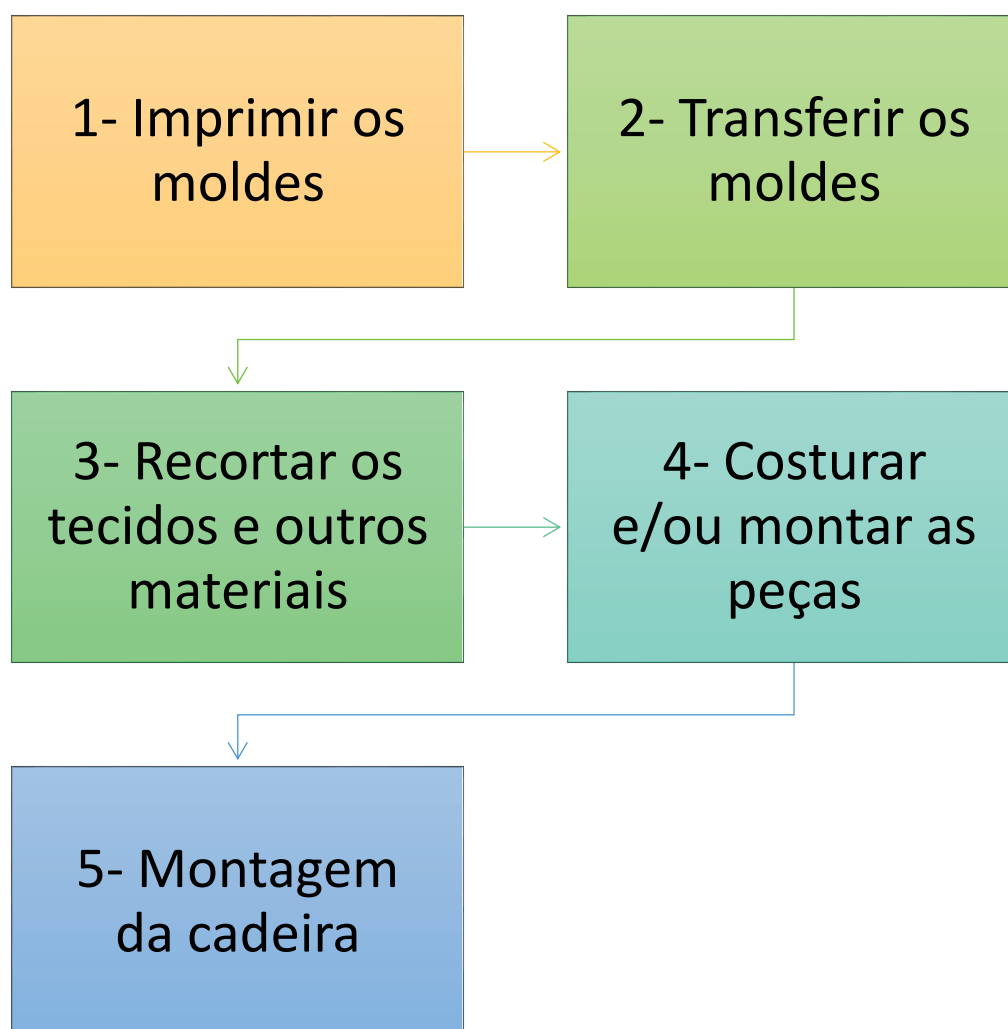 1- Imprimir os
moldes
2- Transferir os
moldes
3- Recortar os
tecidos e outros
materiais
4- Costurar
e/ou montar as
peças
5- Montagem
da cadeira